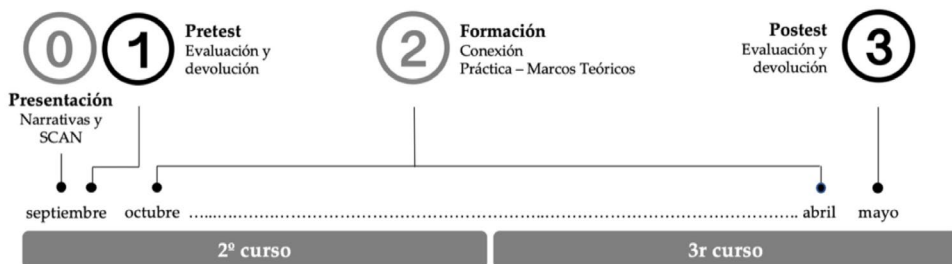 0
1
Pretest
Evaluación y
devolución
2
Formación
Conexión
Práctica – Marcos Teóricos
Postest
Evaluación y
devolución
3
Presentación
Narrativas y
SCAN
septiembre octubre ........................................................................................................ abril mayo
2º curso 3r curso